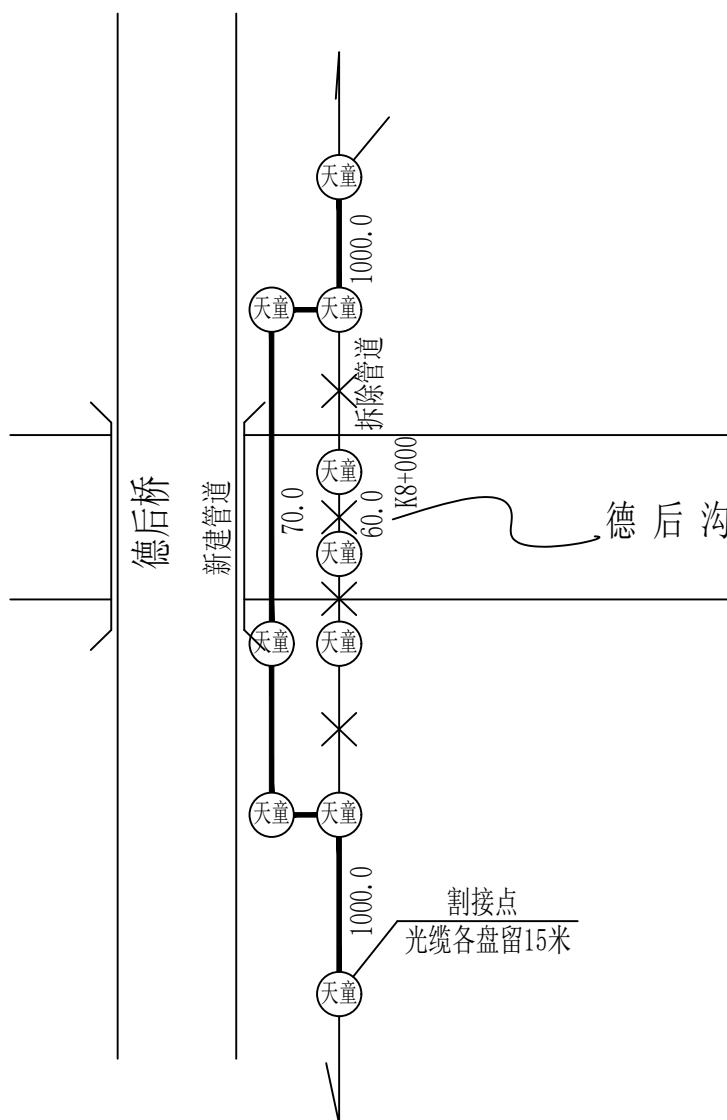 天童
1000.0
天童
天童
拆除管道
天童
K8+000
60.0
70.0
德后桥
新建管道
德后沟
天童
天童
天童
天童
天童
1000.0
割接点
光缆各盘留15米
天童